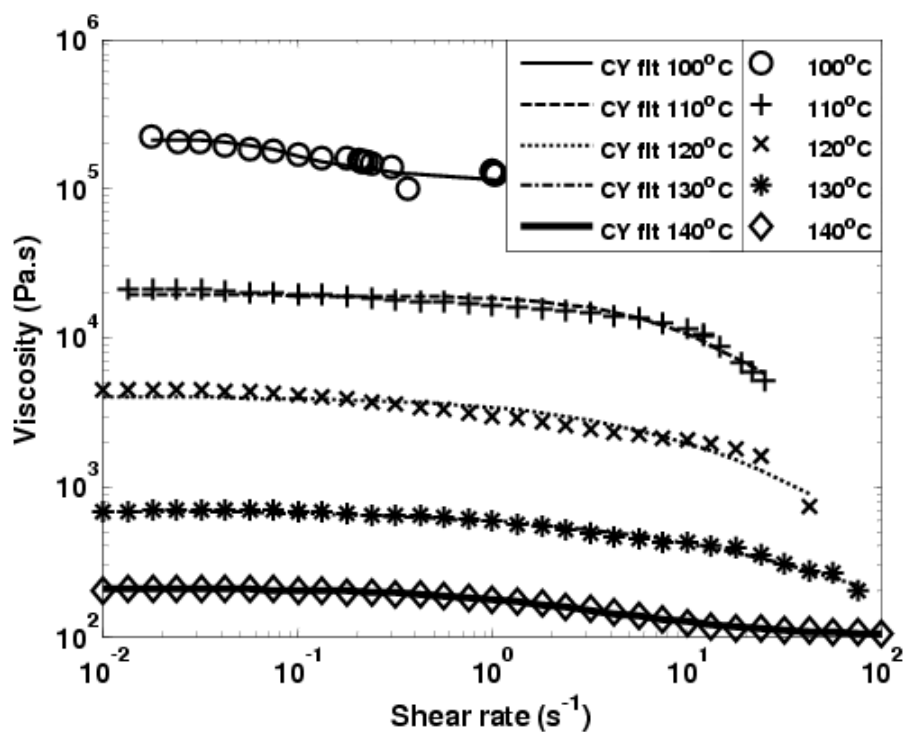 10^6
10^5
10^4
10^3
10^2
Viscosity (Pa.s)
CY fit 100°C 100°C
CY fit 110°C 110°C
CY fit 120°C 120°C
CY fit 130°C 130°C
CY fit 140°C 140°C
10^-2 10^-1 10^0 10^1 10^2
Shear rate (s^-1)